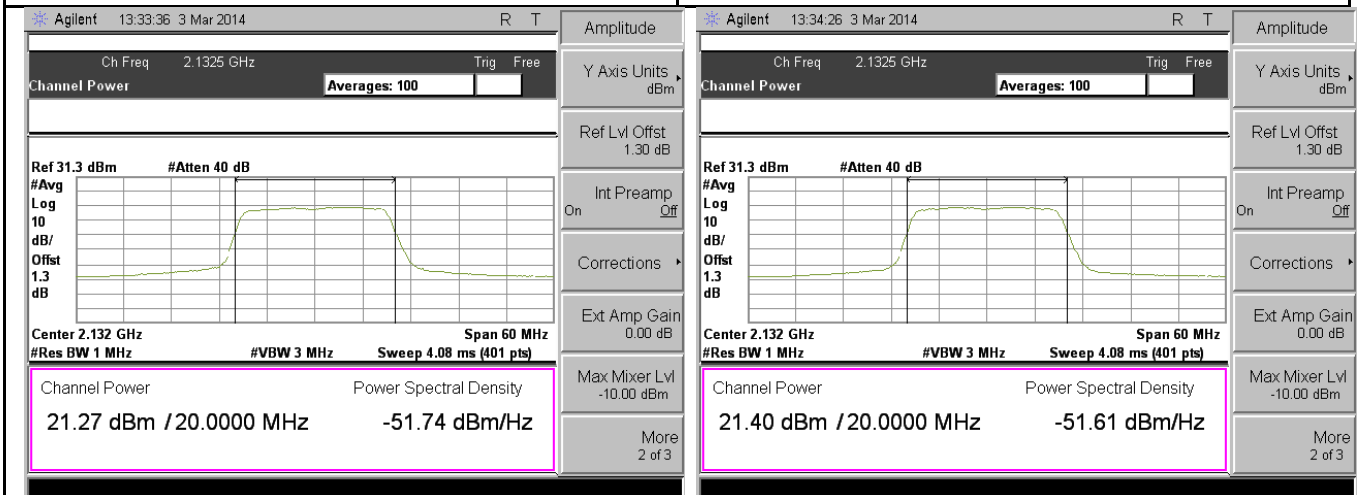 Agilent 13:33:36 3 Mar 2014 R T
Ch Freq 2.1325 GHz Trig Free
Channel Power Averages: 100
Ref 31.3 dBm #Atten 40 dB
#Avg
Log
10
dB/
Offst
1.3
dB
Center 2.132 GHz Span 60 MHz
#Res BW 1 MHz #VBW 3 MHz Sweep 4.08 ms (401 pts)
Channel Power Power Spectral Density
21.27 dBm / 20.0000 MHz -51.74 dBm/Hz
Amplitude
Y Axis Units
dBm
Ref Lvl Offst
1.30 dB
Int Preamp
On Off
Corrections
Ext Amp Gain
0.00 dB
Max Mixer Lvl
-10.00 dBm
More
2 of 3
Agilent 13:34:26 3 Mar 2014 R T
Ch Freq 2.1325 GHz Trig Free
Channel Power Averages: 100
Ref 31.3 dBm #Atten 40 dB
#Avg
Log
10
dB/
Offst
1.3
dB
Center 2.132 GHz Span 60 MHz
#Res BW 1 MHz #VBW 3 MHz Sweep 4.08 ms (401 pts)
Channel Power Power Spectral Density
21.40 dBm / 20.0000 MHz -51.61 dBm/Hz
Amplitude
Y Axis Units
dBm
Ref Lvl Offst
1.30 dB
Int Preamp
On Off
Corrections
Ext Amp Gain
0.00 dB
Max Mixer Lvl
-10.00 dBm
More
2 of 3